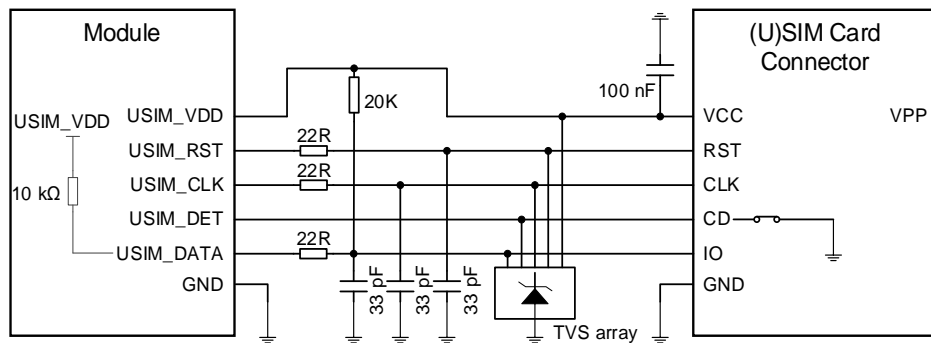 Module
(U)SIM Card
Connector
100 nF
20K
USIM_VDD
USIM_VDD
VCC
VPP
22R
USIM_RST
RST
22R
USIM_CLK
CLK
10 kΩ
USIM_DET
CD
22R
USIM_DATA
IO
GND
GND
33 pF
33 pF
33 pF
TVS array